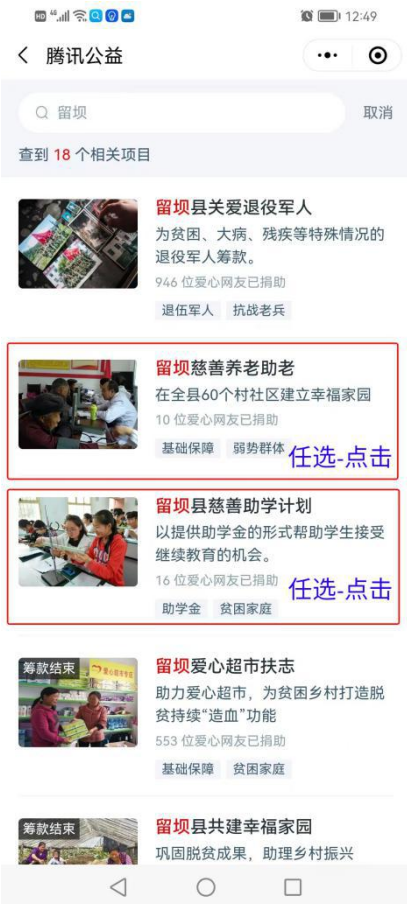 HD 4G 12:49
腾讯公益
留坝 取消
查到 18 个相关项目
留坝县关爱退役军人
为贫困、大病、残疾等特殊情况的
退役军人筹款。
946 位爱心网友已捐助
退伍军人 抗战老兵
留坝慈善养老助老
在全县60个村社区建立幸福家园
10 位爱心网友已捐助
基础保障 弱势群体
任选-点击
留坝县慈善助学计划
以提供助学金的形式帮助学生接受
继续教育的机会。
16 位爱心网友已捐助
任选-点击
助学金 贫困家庭
筹款结束
留坝爱心超市扶志
助力爱心超市，为贫困乡村打造脱
贫持续“造血”功能
553 位爱心网友已捐助
基础保障 贫困家庭
筹款结束
留坝县共建幸福家园
巩固脱贫成果，助理乡村振兴